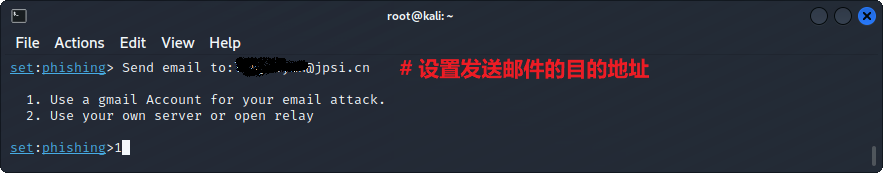 root@kali: ~
File Actions Edit View Help
set:phishing> Send email to: @jpsi.cn # 设置发送邮件的目的地址
1. Use a gmail Account for your email attack.
2. Use your own server or open relay
set:phishing>1